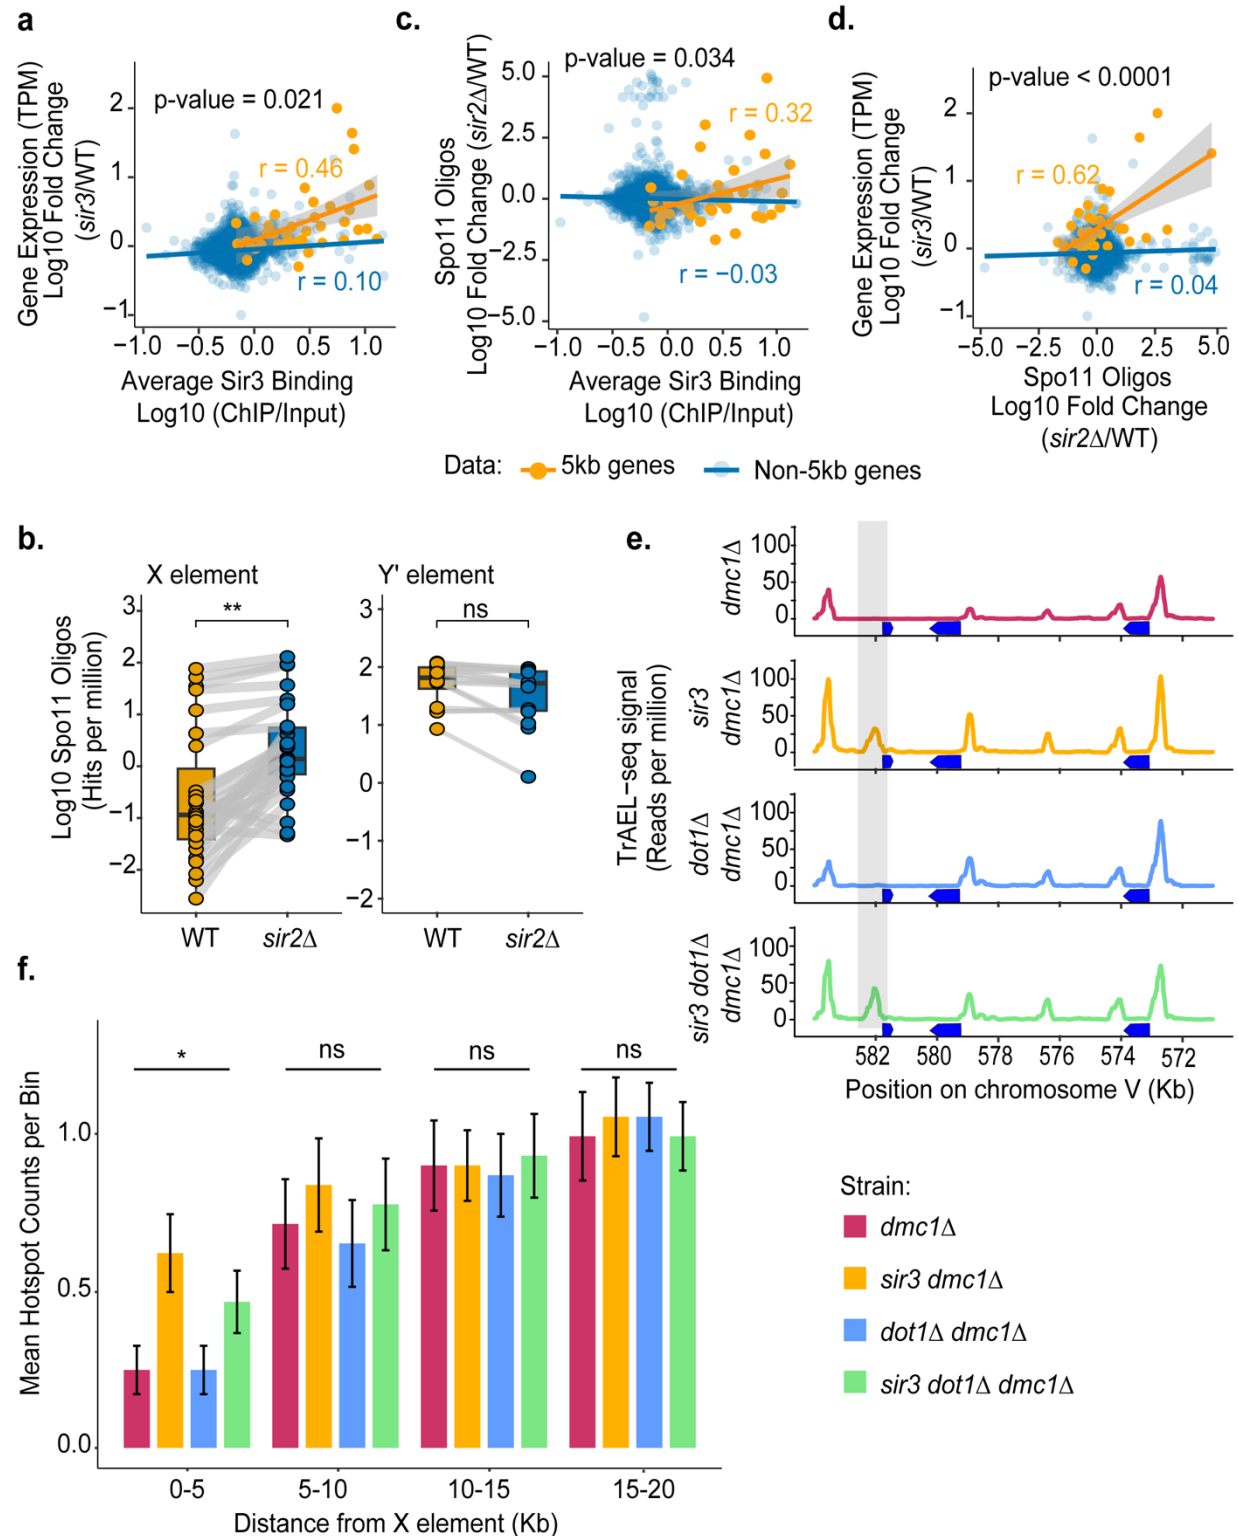 a
Gene Expression (TPM)
Log10 Fold Change
(sir3/WT)
2
1
0
−1
p-value = 0.021
r = 0.46
r = 0.10
−1.0 −0.5 0.0 0.5 1.0
Average Sir3 Binding
Log10 (ChIP/Input)
c.
Spo11 Oligos
Log10 Fold Change (sir2Δ/WT)
5.0
2.5
0.0
−2.5
−5.0
p-value = 0.034
r = 0.32
r = −0.03
−1.0 −0.5 0.0 0.5 1.0
Average Sir3 Binding
Log10 (ChIP/Input)
d.
Gene Expression (TPM)
Log10 Fold Change
(sir3/WT)
2
1
0
−1
p-value < 0.0001
r = 0.62
r = 0.04
−5.0 −2.5 0.0 2.5 5.0
Spo11 Oligos
Log10 Fold Change
(sir2Δ/WT)
Data: 5kb genes Non-5kb genes
b.
Log10 Spo11 Oligos
(Hits per million)
X element
**
3
2
1
0
−1
−2
WT sir2Δ
Y' element
ns
3
2
1
0
−1
−2
WT sir2Δ
e.
TrAEL−seq signal
(Reads per million)
dmc1Δ
100
50
0
sir3
dmc1Δ
100
50
0
dot1Δ
dmc1Δ
100
50
0
sir3 dot1Δ
dmc1Δ
100
50
0
582 580 578 576 574 572
Position on chromosome V (Kb)
f.
Mean Hotspot Counts per Bin
1.0
0.5
0.0
* ns ns ns
0-5 5-10 10-15 15-20
Distance from X element (Kb)
Strain:
dmc1Δ
sir3 dmc1Δ
dot1Δ dmc1Δ
sir3 dot1Δ dmc1Δ